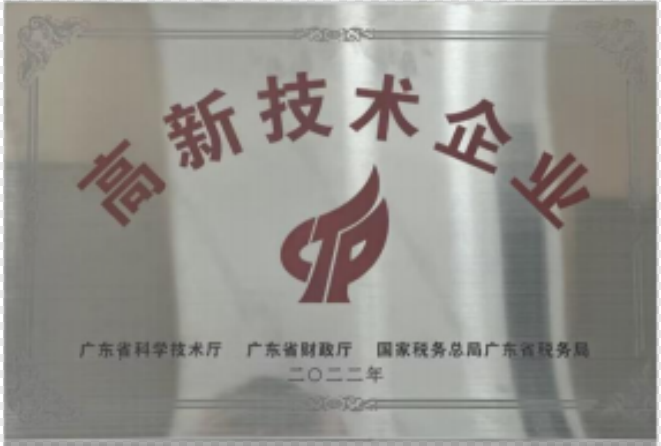 高新技术企业
广东省科学技术厅 广东省财政厅 国家税务总局广东省税务局
二〇二二年